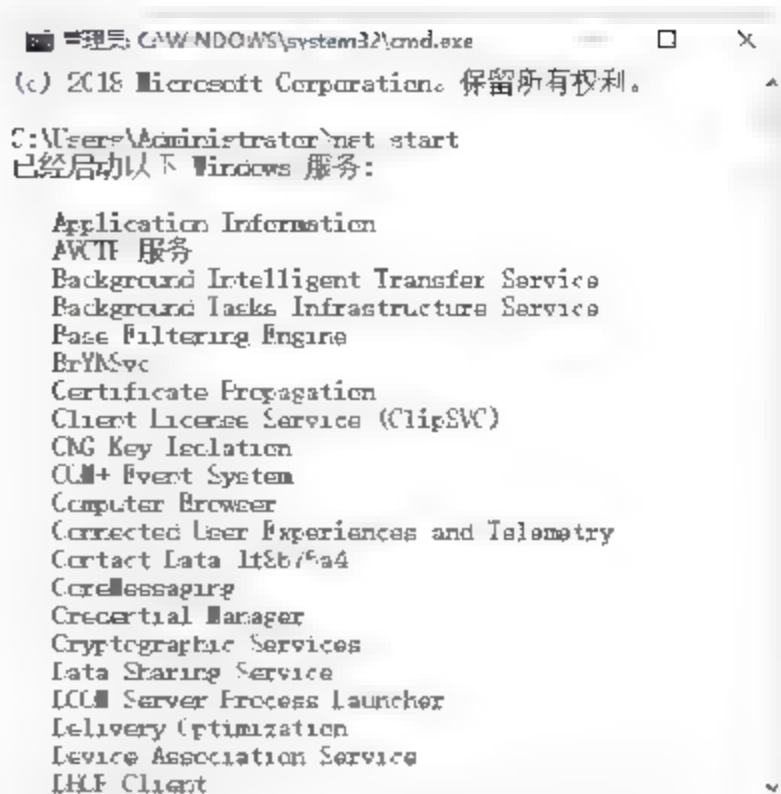 管理员: C:\WINDOWS\system32\cmd.exe
(c) 2018 Microsoft Corporation。保留所有权利。
C:\Users\Administrator>net start
已经启动以下 Windows 服务:
Application Information
AVCTP 服务
Background Intelligent Transfer Service
Background Tasks Infrastructure Service
Base Filtering Engine
BrYNSvc
Certificate Propagation
Client License Service (ClipSVC)
CNG Key Isolation
COM+ Event System
Computer Browser
Connected User Experiences and Telemetry
Contact Data
CoreMessaging
Credential Manager
Cryptographic Services
Data Sharing Service
DCOM Server Process Launcher
Delivery Optimization
Device Association Service
DHCP Client